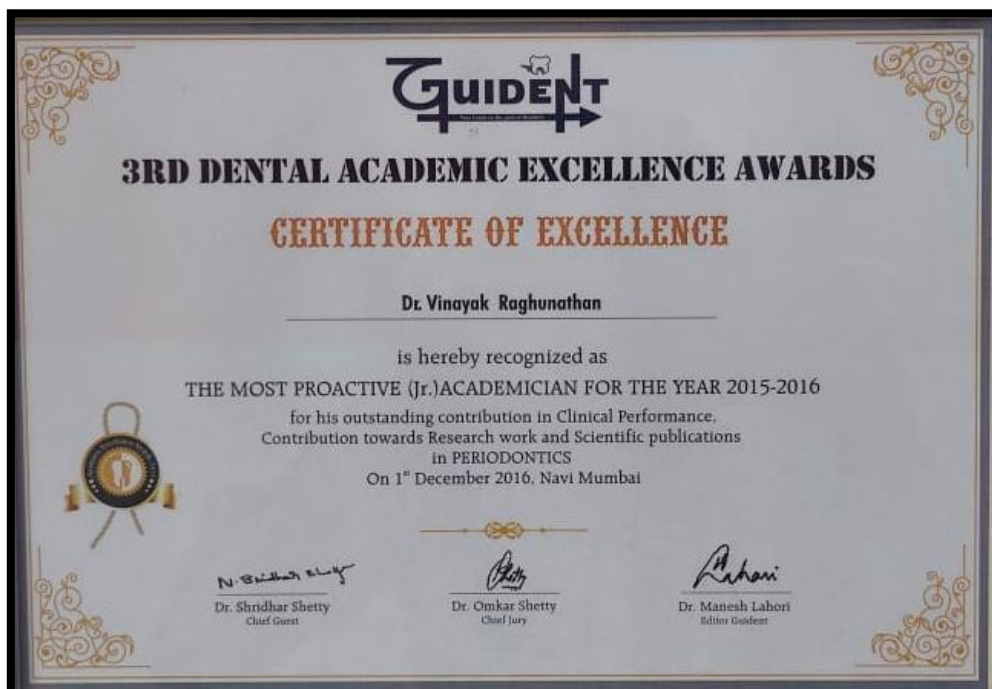 GUIDENT
3RD DENTAL ACADEMIC EXCELLENCE AWARDS
CERTIFICATE OF EXCELLENCE
Dr. Vinayak Raghunathan
is hereby recognized as
THE MOST PROACTIVE (Jr.)ACADEMICIAN FOR THE YEAR 2015-2016
for his outstanding contribution in Clinical Performance,
Contribution towards Research work and Scientific publications
in PERIODONTICS
On 1st December 2016, Navi Mumbai
Dr. Shridhar Shetty
Dr. Omkar Shetty
Dr. Manesh Lahori
Chief Guest
Chief Jury
Editor Guident